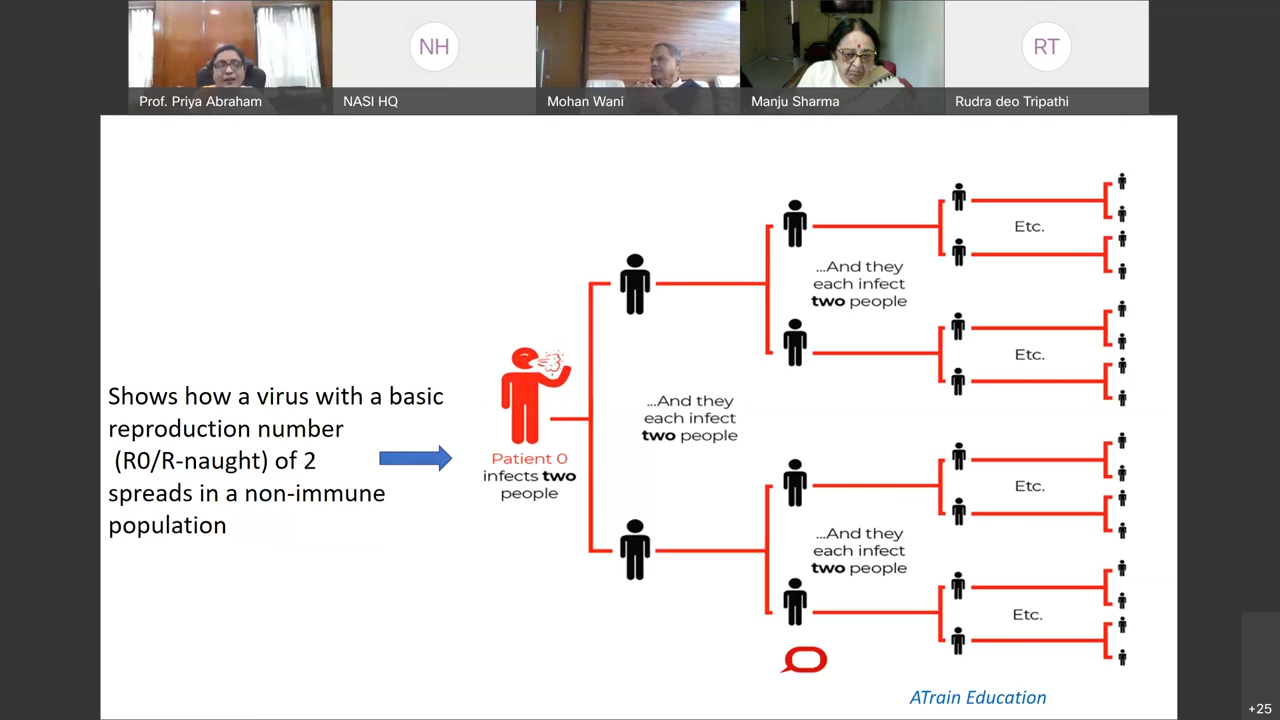 NH
RT
Prof. Priya Abraham
NASI HQ
Mohan Wani
Manju Sharma
Rudra deo Tripathi
Shows how a virus with a basic
reproduction number
(R0/R-naught) of 2
spreads in a non-immune
population
Patient 0
infects two
people
...And they
each infect
two people
...And they
each infect
two people
...And they
each infect
two people
Etc.
Etc.
Etc.
Etc.
ATrain Education
+25